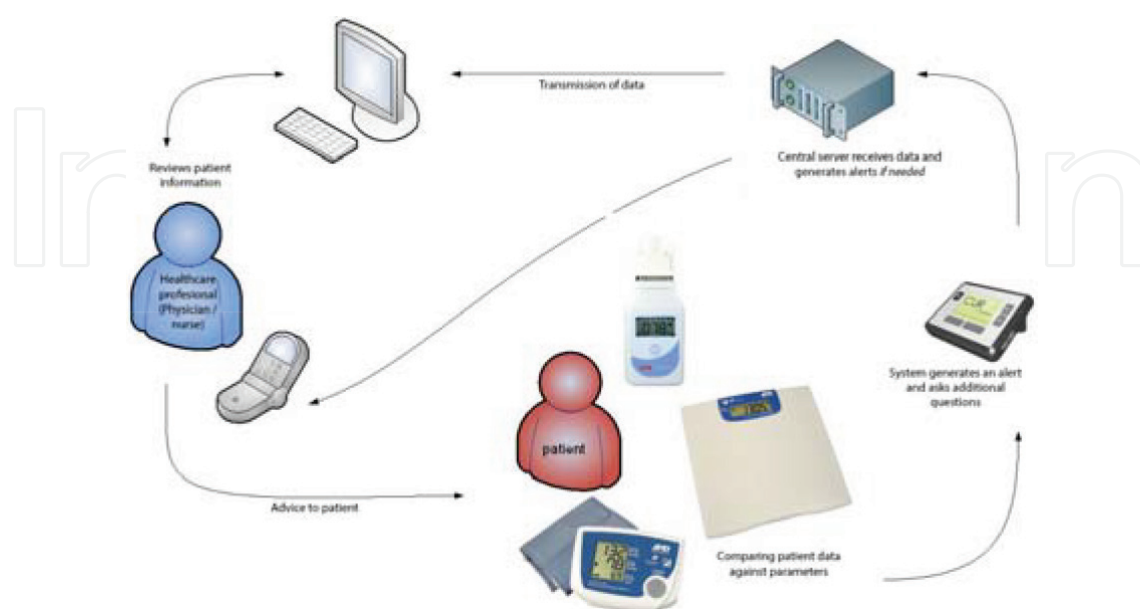 Transmission of data
Central server receives data and
generates alerts if needed
Reviews patient
information
Healthcare
profesional
(Physician /
nurse)
System generates an alert
and asks additional
questions
patient
Advice to patient
Comparing patient data
against parameters